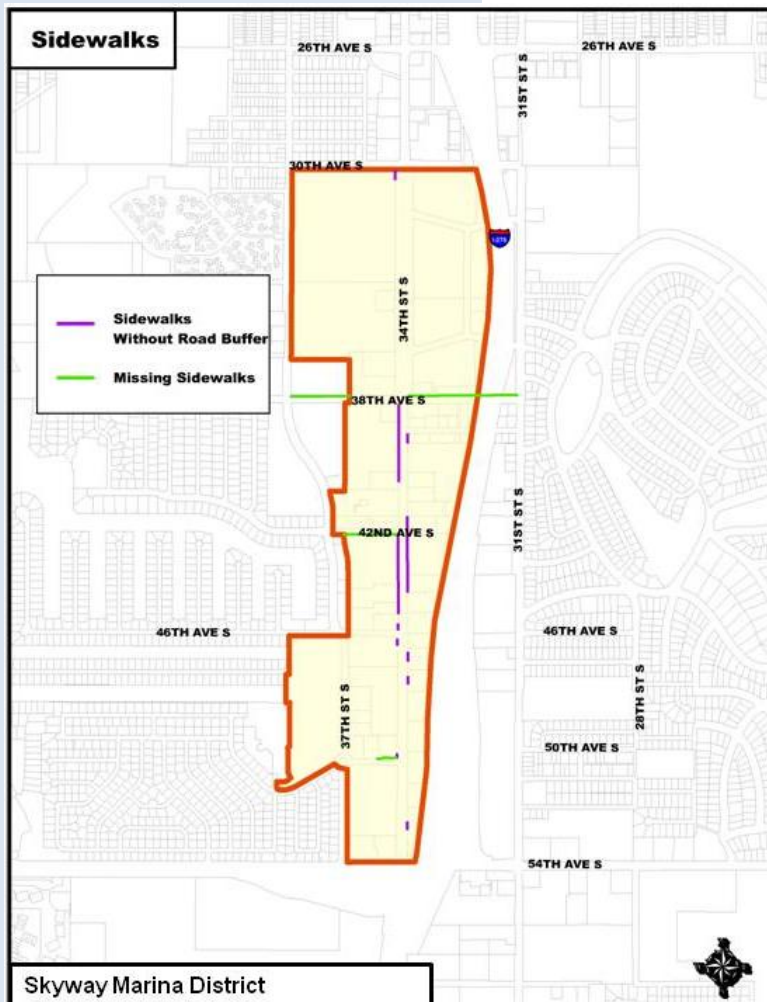 Sidewalks
26TH AVE S
26TH AVE S
31ST ST S
30TH AVE S
I-275
34TH ST S
Sidewalks
Without Road Buffer
Missing Sidewalks
38TH AVE S
31ST ST S
42ND AVE S
46TH AVE S
46TH AVE S
28TH ST S
37TH ST S
50TH AVE S
54TH AVE S
Skyway Marina District